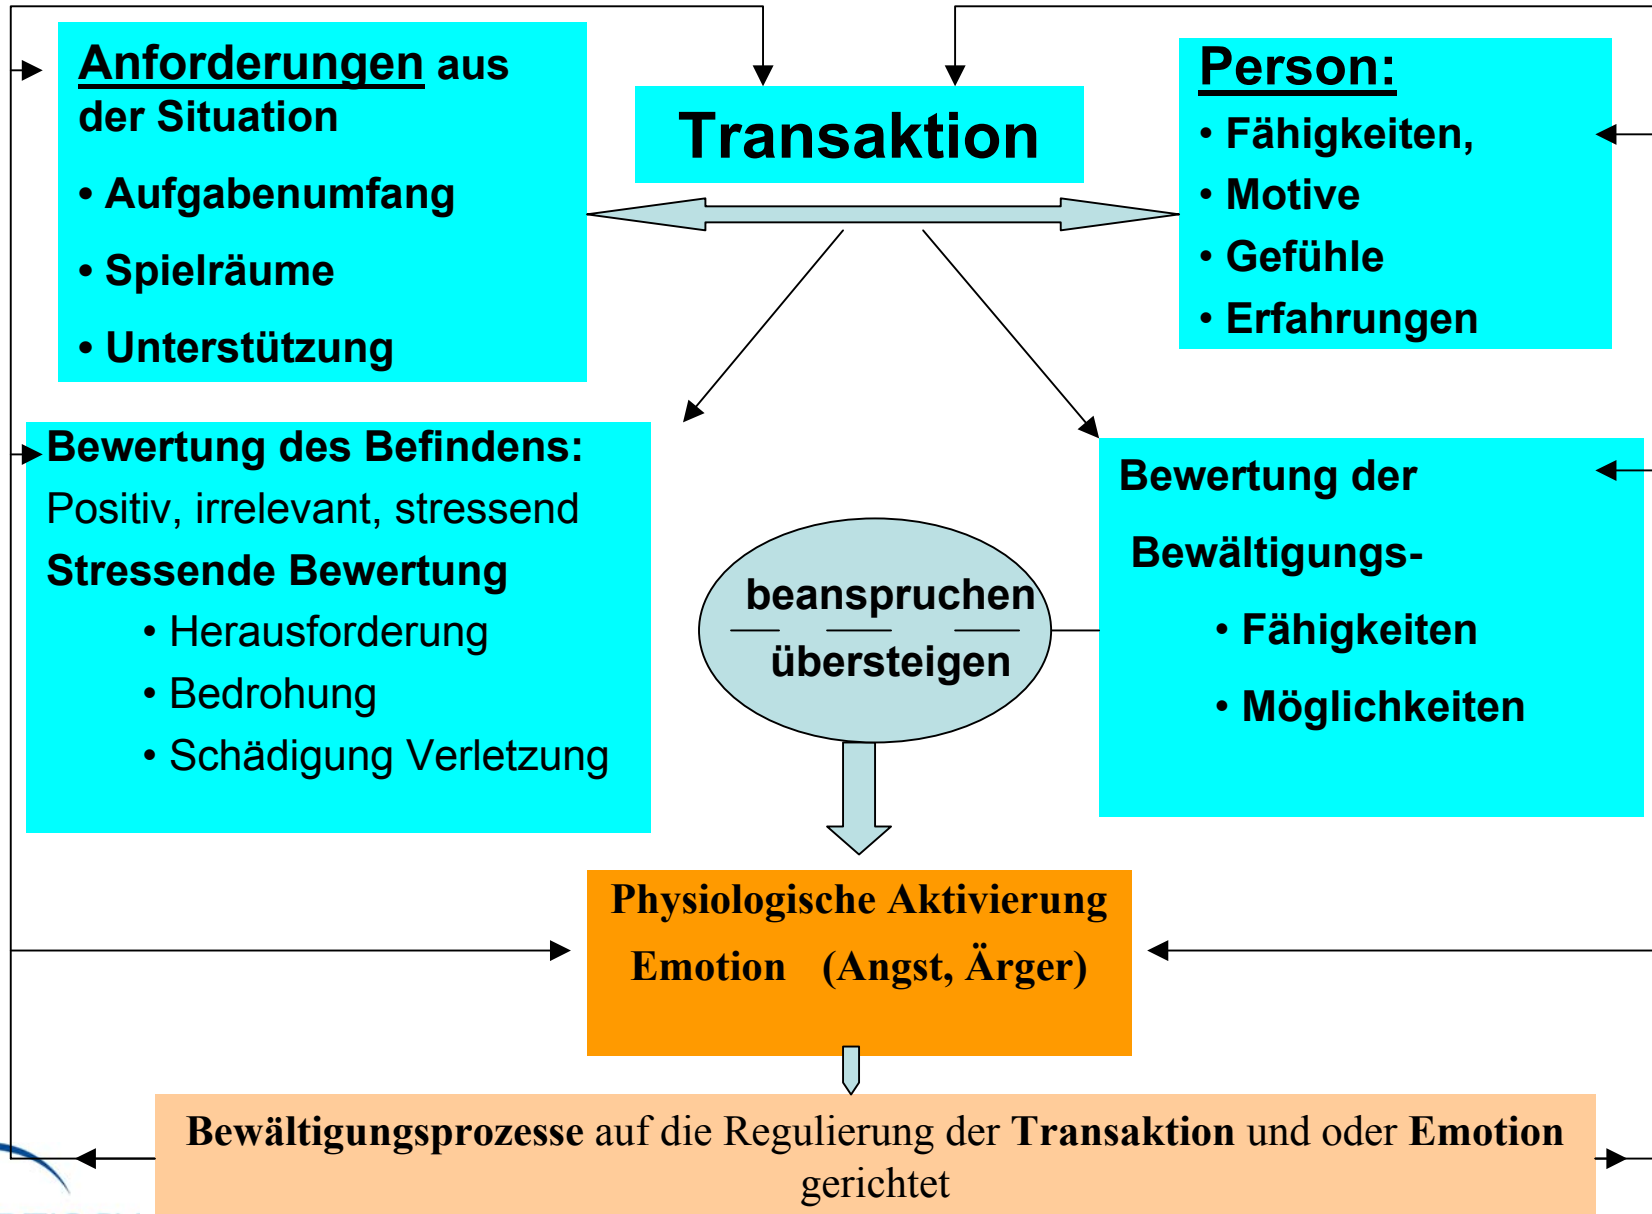 Anforderungen aus
der Situation
• Aufgabenumfang
• Spielräume
• Unterstützung
Transaktion
Person:
• Fähigkeiten,
• Motive
• Gefühle
• Erfahrungen
Bewertung des Befindens:
Positiv, irrelevant, stressend
Stressende Bewertung
• Herausforderung
• Bedrohung
• Schädigung Verletzung
beanspruchen
übersteigen
Bewertung der
Bewältigungs-
• Fähigkeiten
• Möglichkeiten
Physiologische Aktivierung
Emotion (Angst, Ärger)
Bewältigungsprozesse auf die Regulierung der Transaktion und oder Emotion
gerichtet